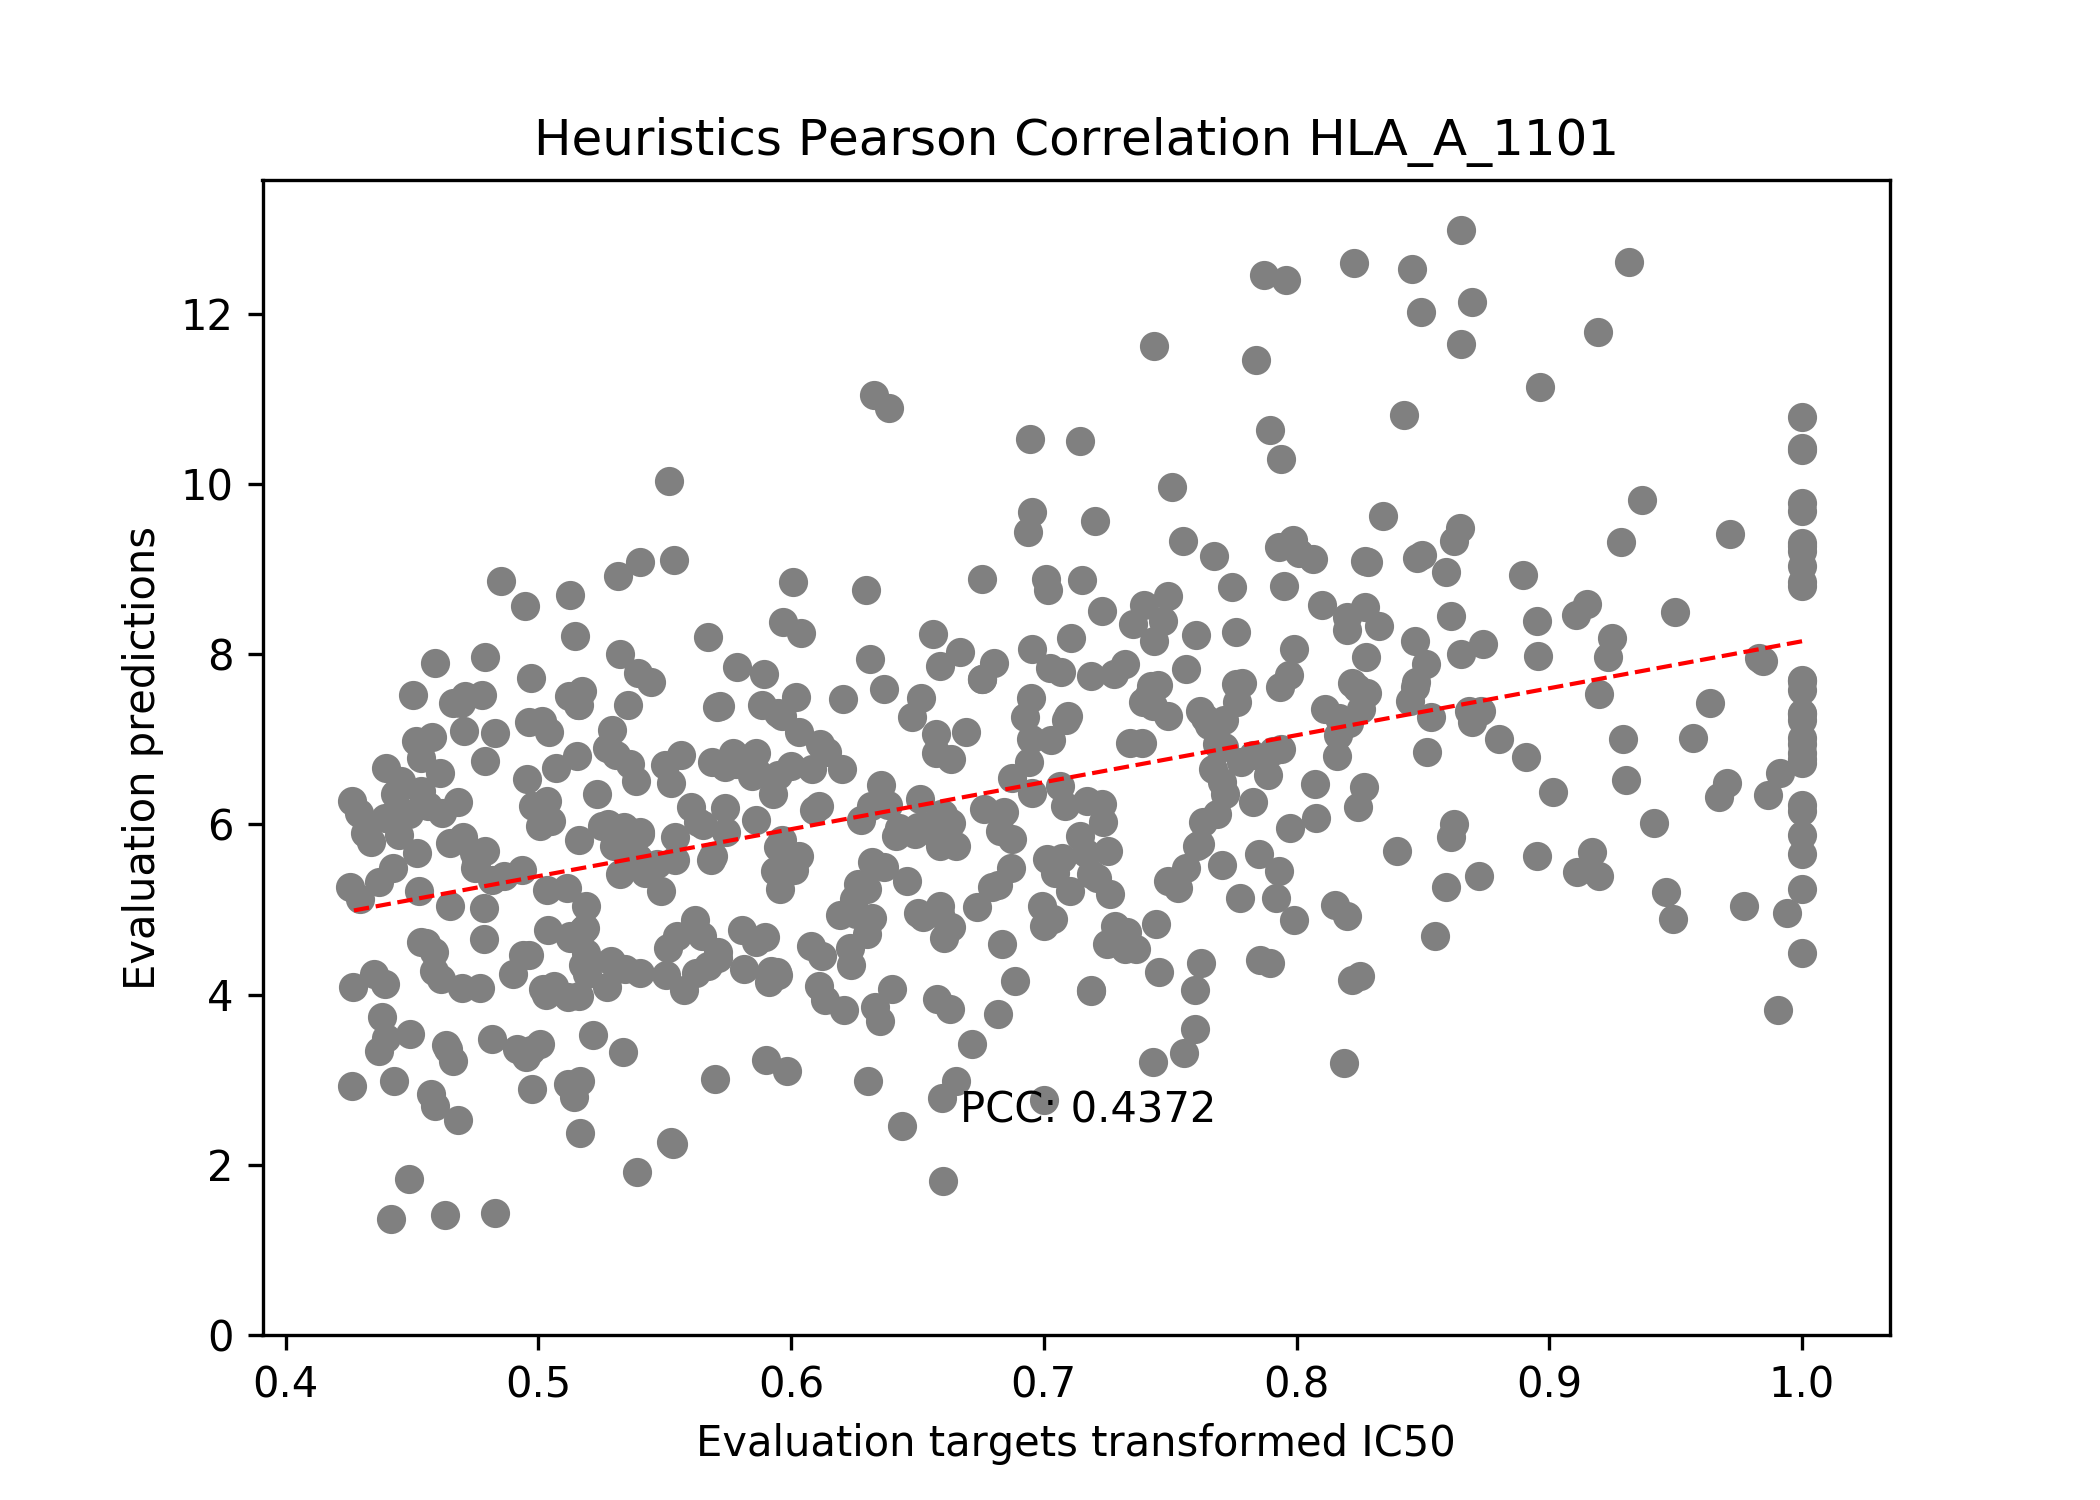 Heuristics Pearson Correlation HLA_A_1101
Evaluation predictions
12
10
8
6
4
2
0
PCC: 0.4372
0.4 0.5 0.6 0.7 0.8 0.9 1.0
Evaluation targets transformed IC50